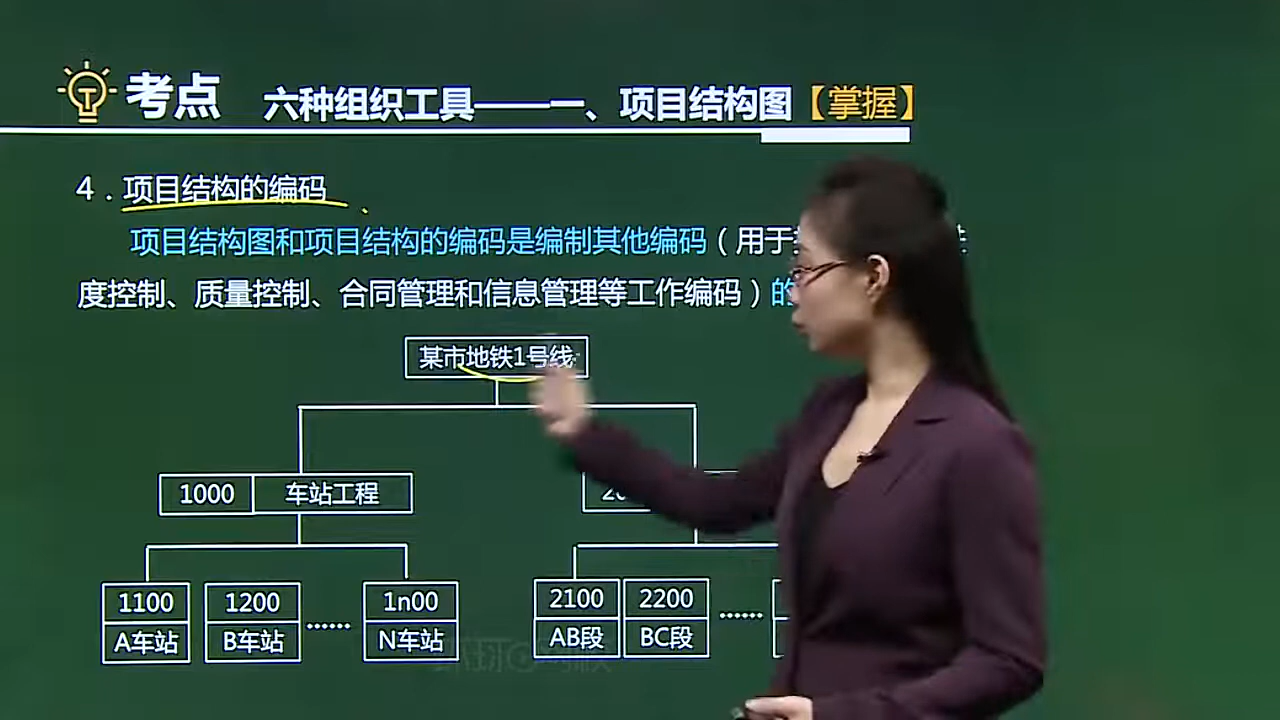 考点 六种组织工具——一、项目结构图【掌握】
4．项目结构的编码
项目结构图和项目结构的编码是编制其他编码（用于
度控制、质量控制、合同管理和信息管理等工作编码）的
某市地铁1号线
1000 车站工程
1100 1200 1n00 2100 2200
A车站 B车站 …… N车站 AB段 BC段 ……